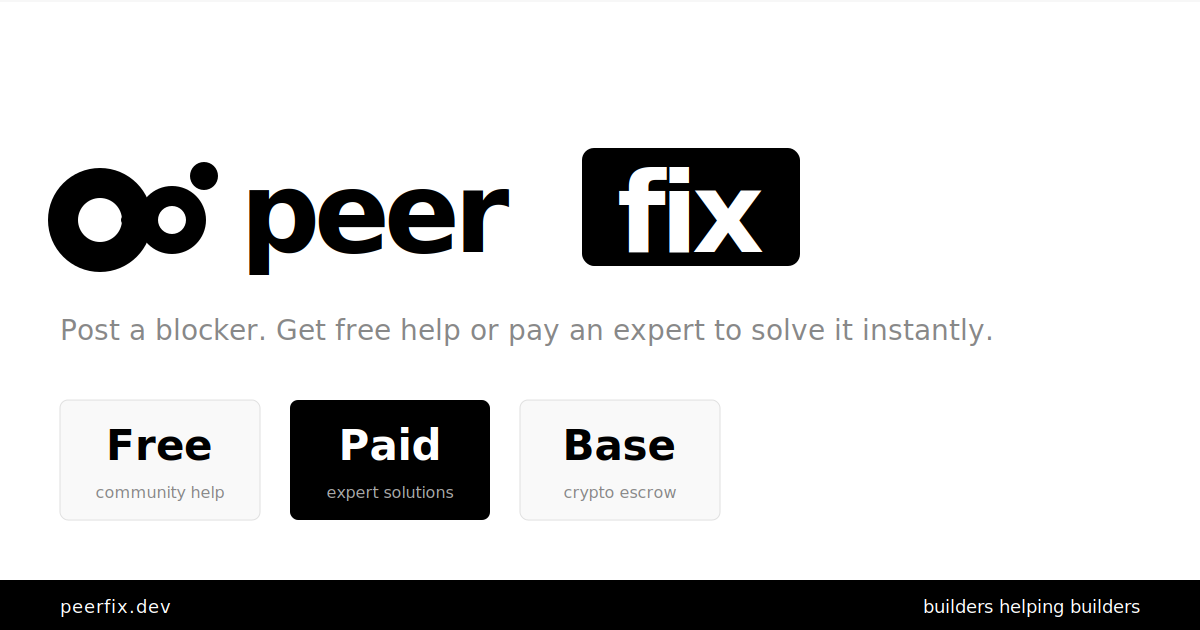 peer fix
Post a blocker. Get free help or pay an expert to solve it instantly.
Free Paid Base
community help expert solutions crypto escrow
peerfix.dev builders helping builders